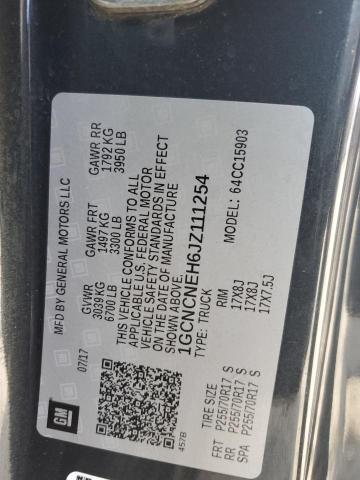 MFD BY GENERAL MOTORS LLC
07/17
GVWR
3039 KG
6700 LB
GAWR FRT
1497 KG
3300 LB
GAWR RR
1792 KG
3950 LB
THIS VEHICLE CONFORMS TO ALL
APPLICABLE U.S. FEDERAL MOTOR
VEHICLE SAFETY STANDARDS IN EFFECT
ON THE DATE OF MANUFACTURE
SHOWN ABOVE.
1GCNCNEH6JZ111254
TYPE: TRUCK
MODEL: 64CC15903
GM
457B
TIRE SIZE RIM
FRT P255/70R17 S 17X8J
RR P255/70R17 S 17X8J
SPA P255/70R17 S 17X7.5J